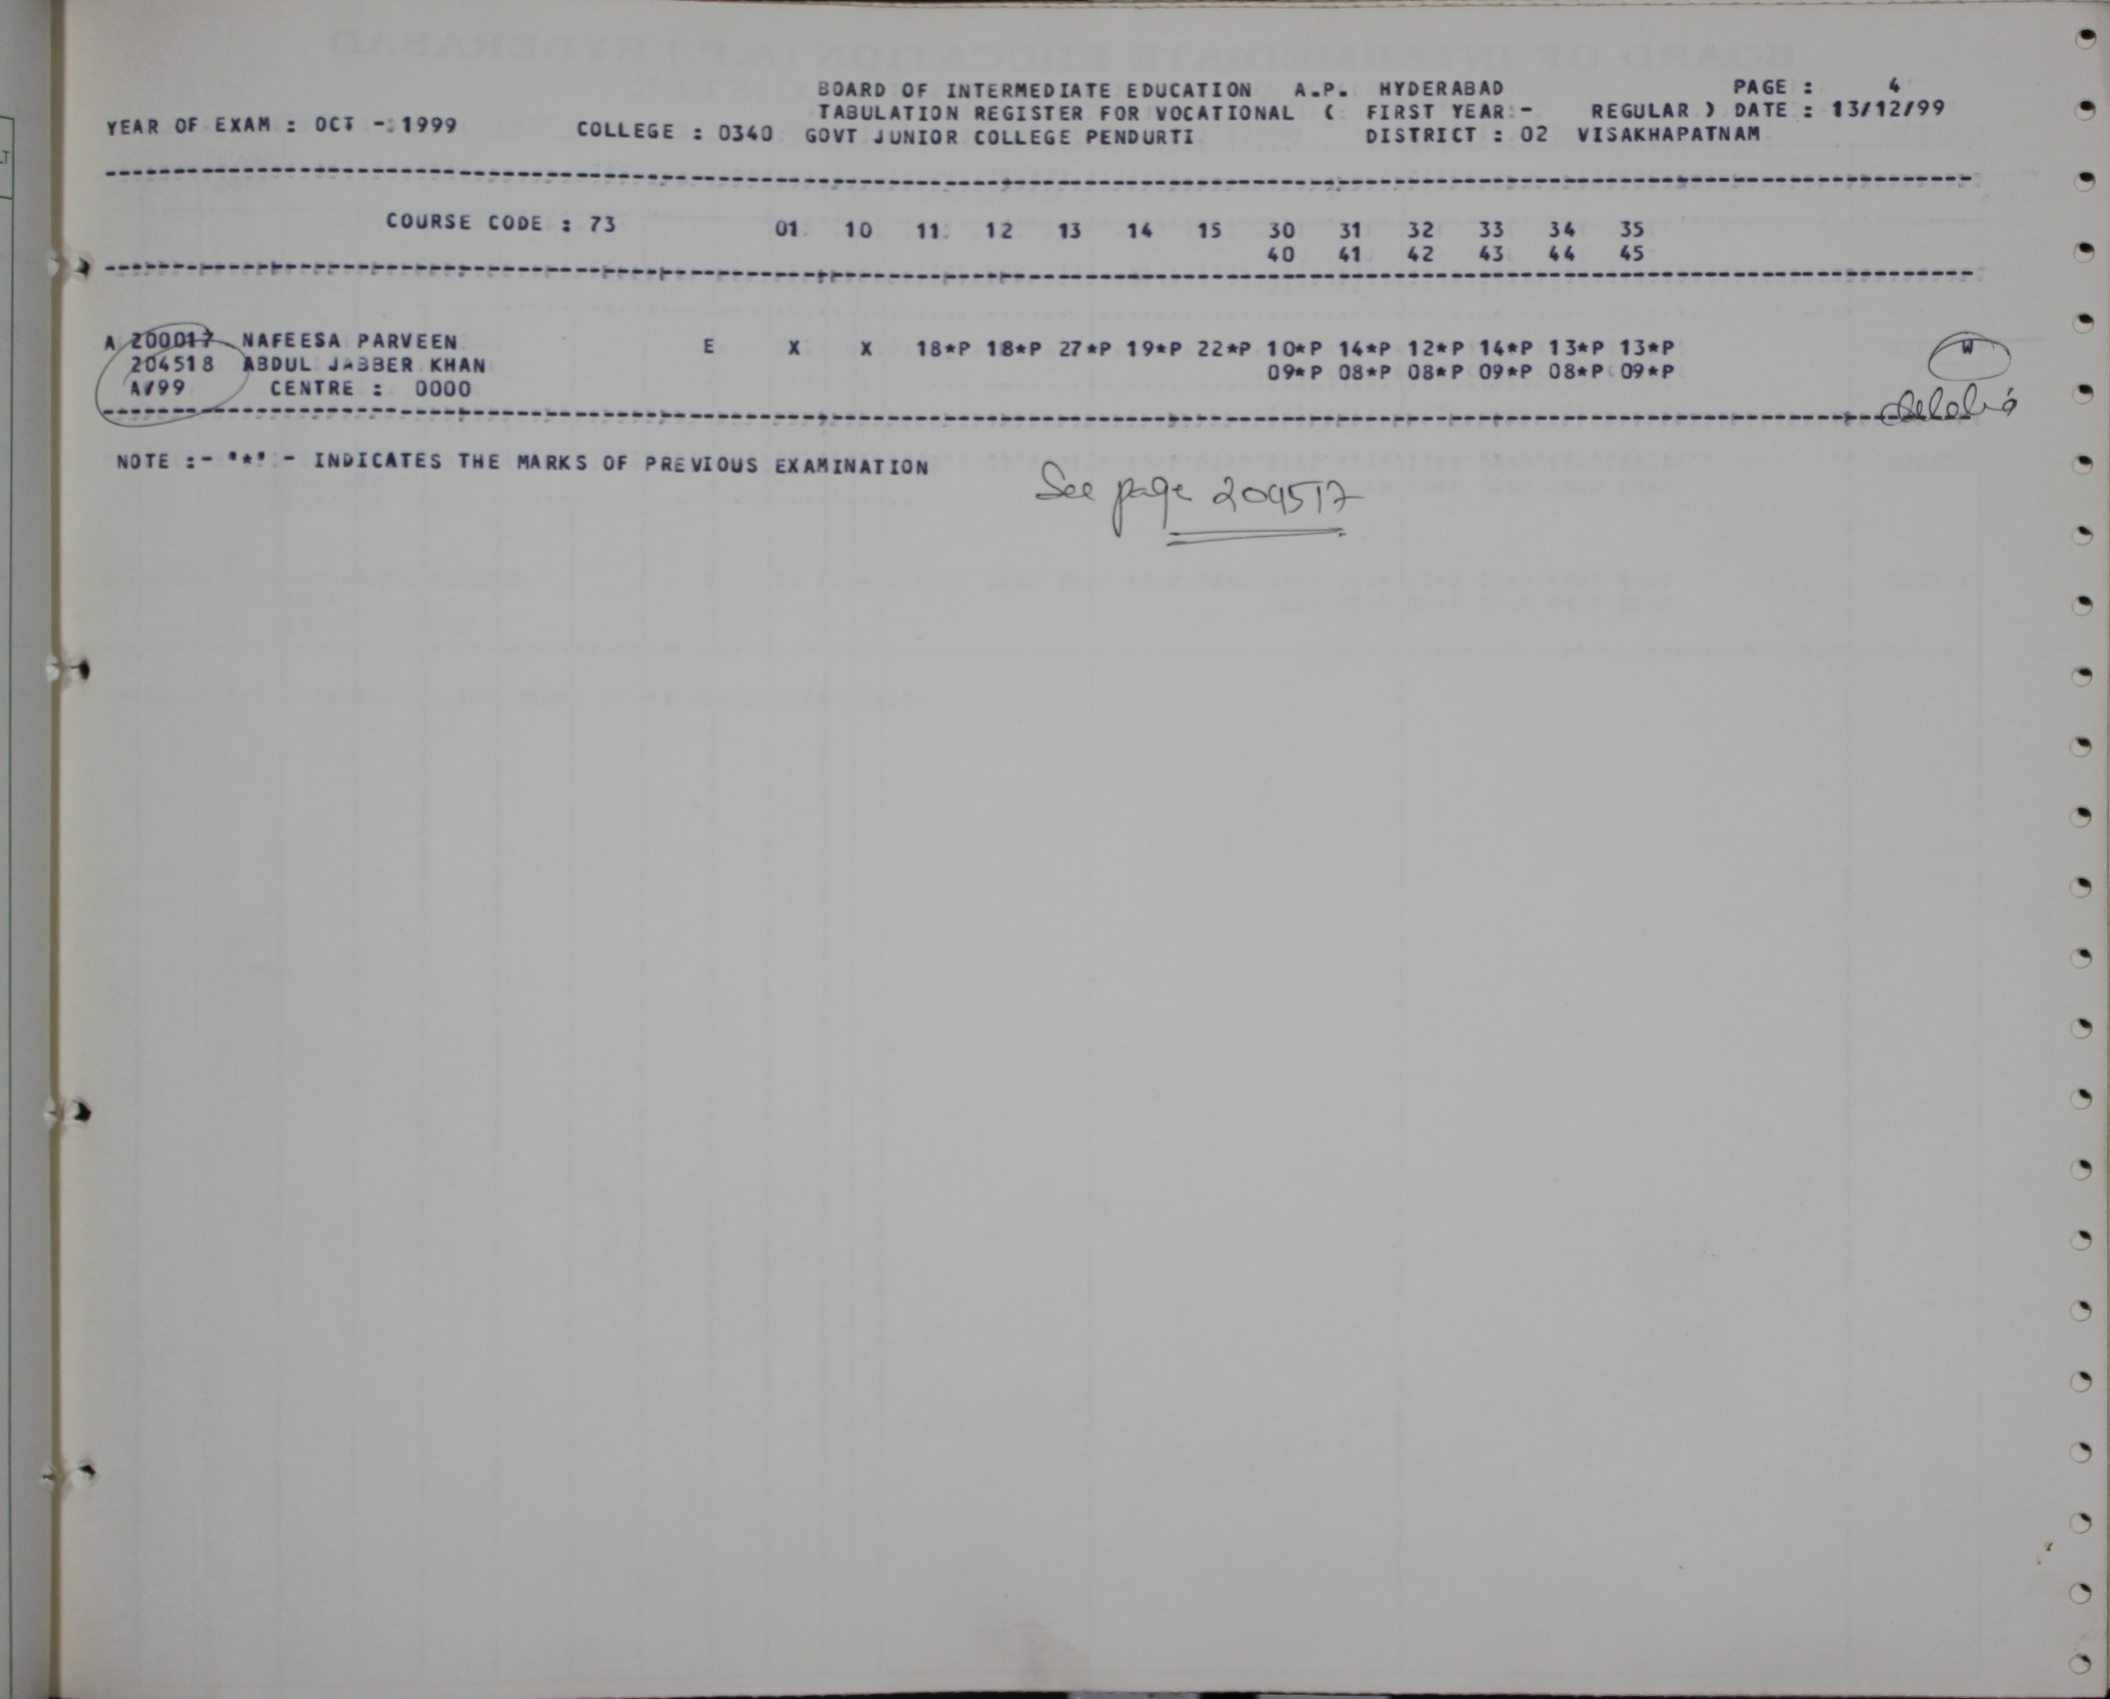 BOARD OF INTERMEDIATE EDUCATION A.P. HYDERABAD PAGE : 4
TABULATION REGISTER FOR VOCATIONAL ( FIRST YEAR - REGULAR ) DATE : 13/12/99
YEAR OF EXAM : OCT - 1999 COLLEGE : 0340 GOVT JUNIOR COLLEGE PENDURTI DISTRICT : 02 VISAKHAPATNAM
COURSE CODE : 73 01 10 11 12 13 14 15 30 31 32 33 34 35
40 41 42 43 44 45
A 200017 NAFEESA PARVEEN E X X 18*P 18*P 27*P 19*P 22*P 10*P 14*P 12*P 14*P 13*P 13*P W
204518 ABDUL JABBER KHAN 09*P 08*P 08*P 09*P 08*P 09*P
A/99 CENTRE : 0000
NOTE :- "*" - INDICATES THE MARKS OF PREVIOUS EXAMINATION
See page 204517